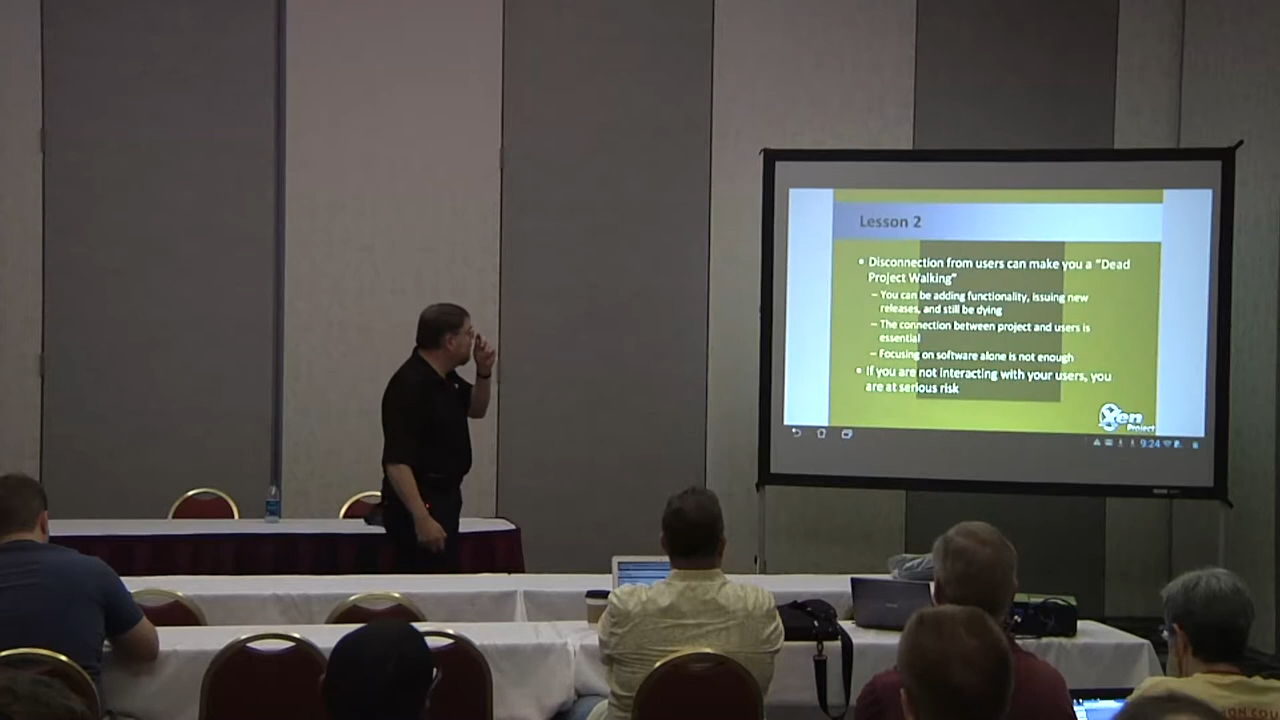 Lesson 2
• Disconnection from users can make you a "Dead
Project Walking"
– You can be adding functionality, issuing new
releases, and still be dying
– The connection between project and users is
essential
– Focusing on software alone is not enough
• If you are not interacting with your users, you
are at serious risk
Xen
Project
9:24